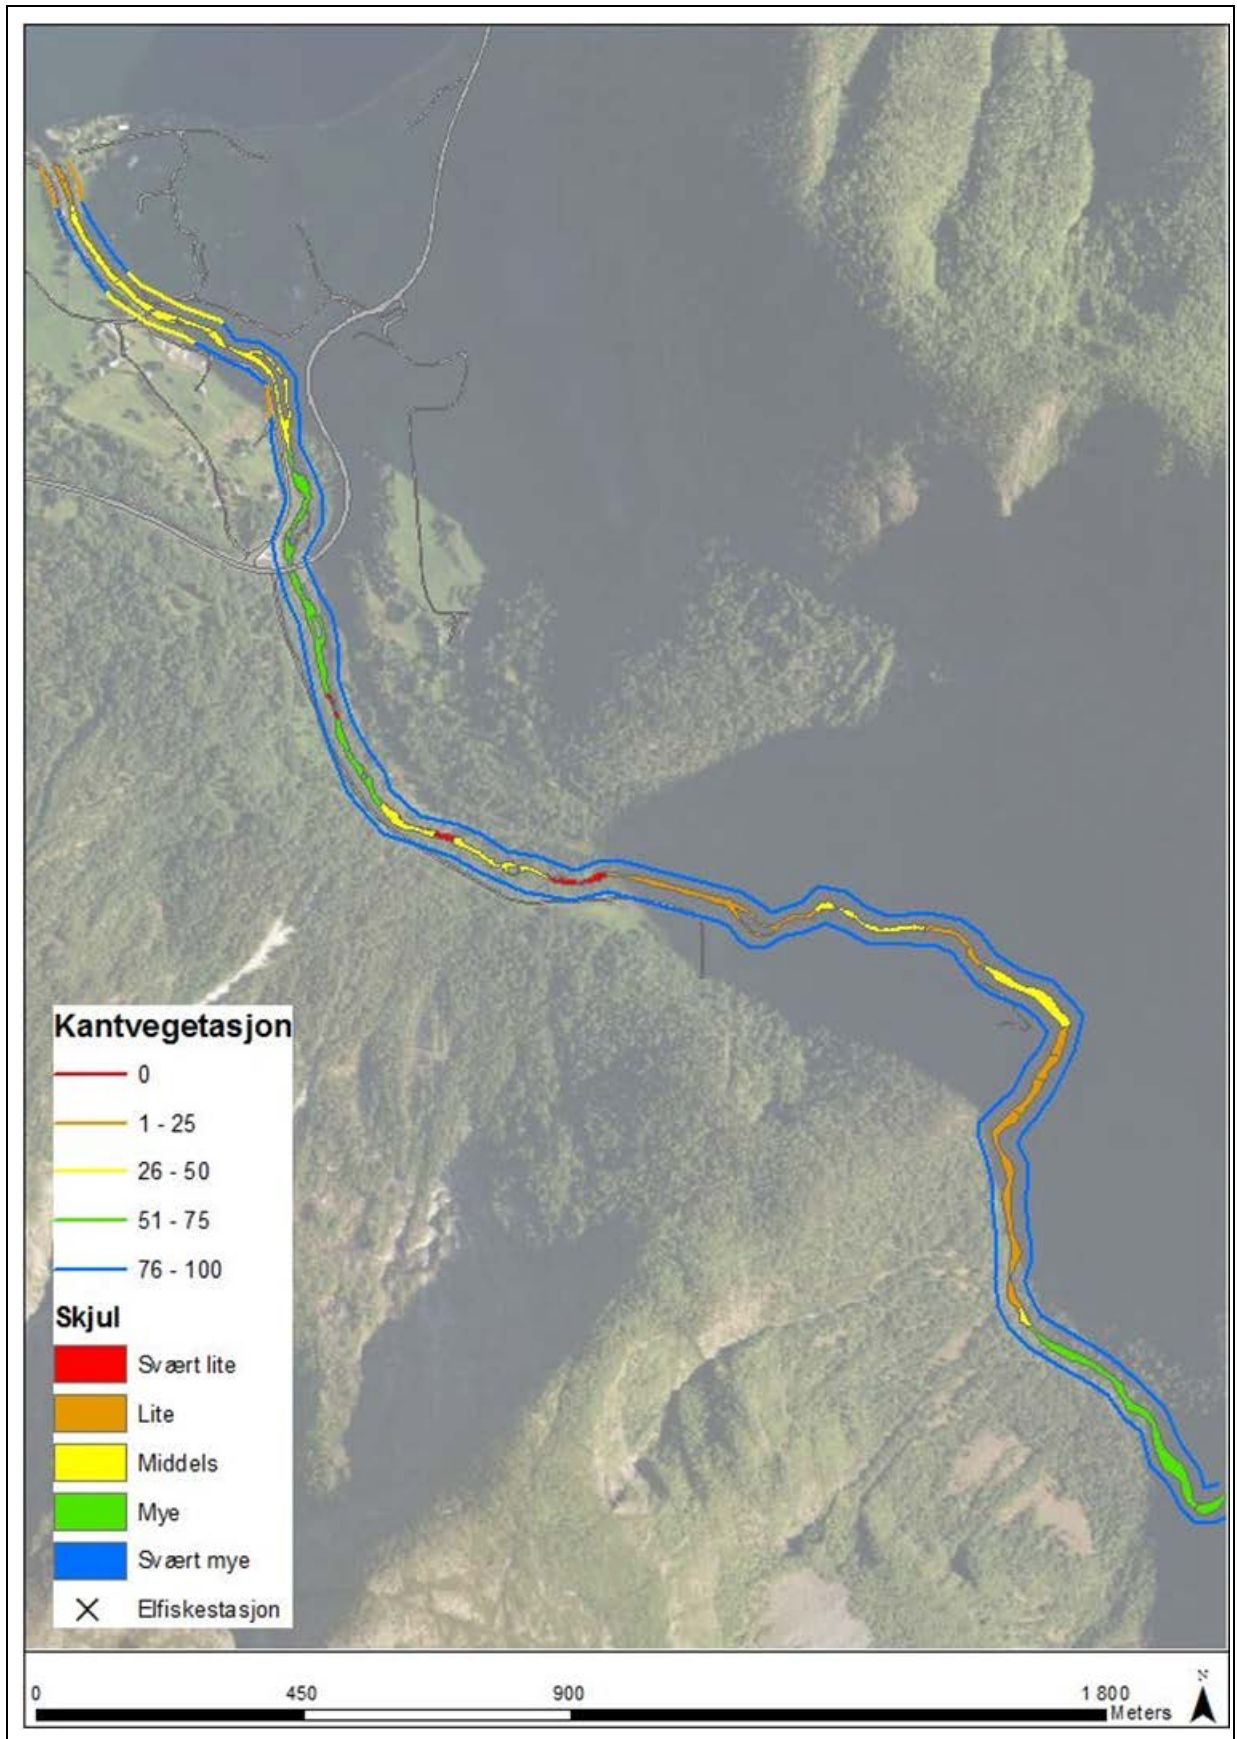 Kantvegetasjon
0
1 - 25
26 - 50
51 - 75
76 - 100
Skjul
Svært lite
Lite
Middels
Mye
Svært mye
Elfiskestasjon
0 450 900 1 800
Meters
N